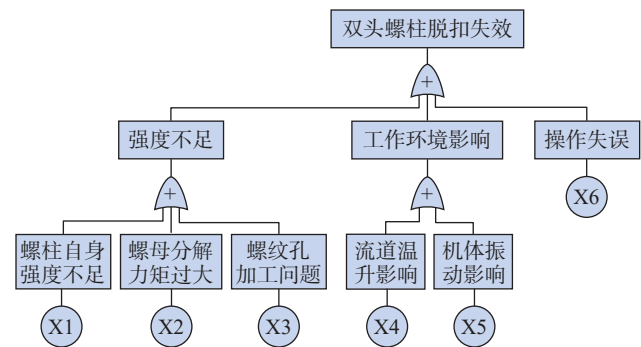 双头螺柱脱扣失效
+
强度不足
工作环境影响
操作失误
+
+
X6
螺柱自身
强度不足
螺母分解
力矩过大
螺纹孔
加工问题
流道温
升影响
机体振
动影响
X1
X2
X3
X4
X5